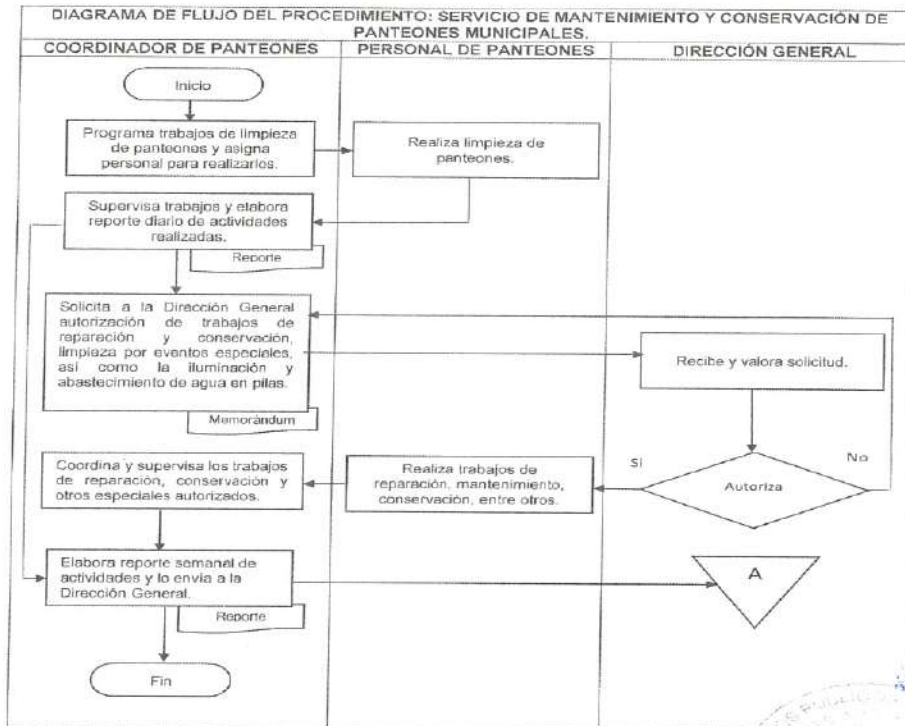 DIAGRAMA DE FLUJO DEL PROCEDIMIENTO: SERVICIO DE MANTENIMIENTO Y CONSERVACIÓN DE
PANTEONES MUNICIPALES.
COORDINADOR DE PANTEONES
PERSONAL DE PANTEONES
DIRECCIÓN GENERAL
Inicio
Programa trabajos de limpieza
de panteones y asigna
personal para realizarlos.
Realiza limpieza de
panteones.
Supervisa trabajos y elabora
reporte diario de actividades
realizadas.
Reporte
Solicita a la Dirección General
autorización de trabajos de
reparación y conservación,
limpieza por eventos especiales,
así como la iluminación y
abastecimiento de agua en pilas.
Memorándum
Recibe y valora solicitud.
Autoriza
Si
No
Realiza trabajos de
reparación, mantenimiento,
conservación, entre otros.
Coordina y supervisa los trabajos
de reparación, conservación y
otros especiales autorizados.
Elabora reporte semanal de
actividades y lo envía a la
Dirección General.
Reporte
A
Fin